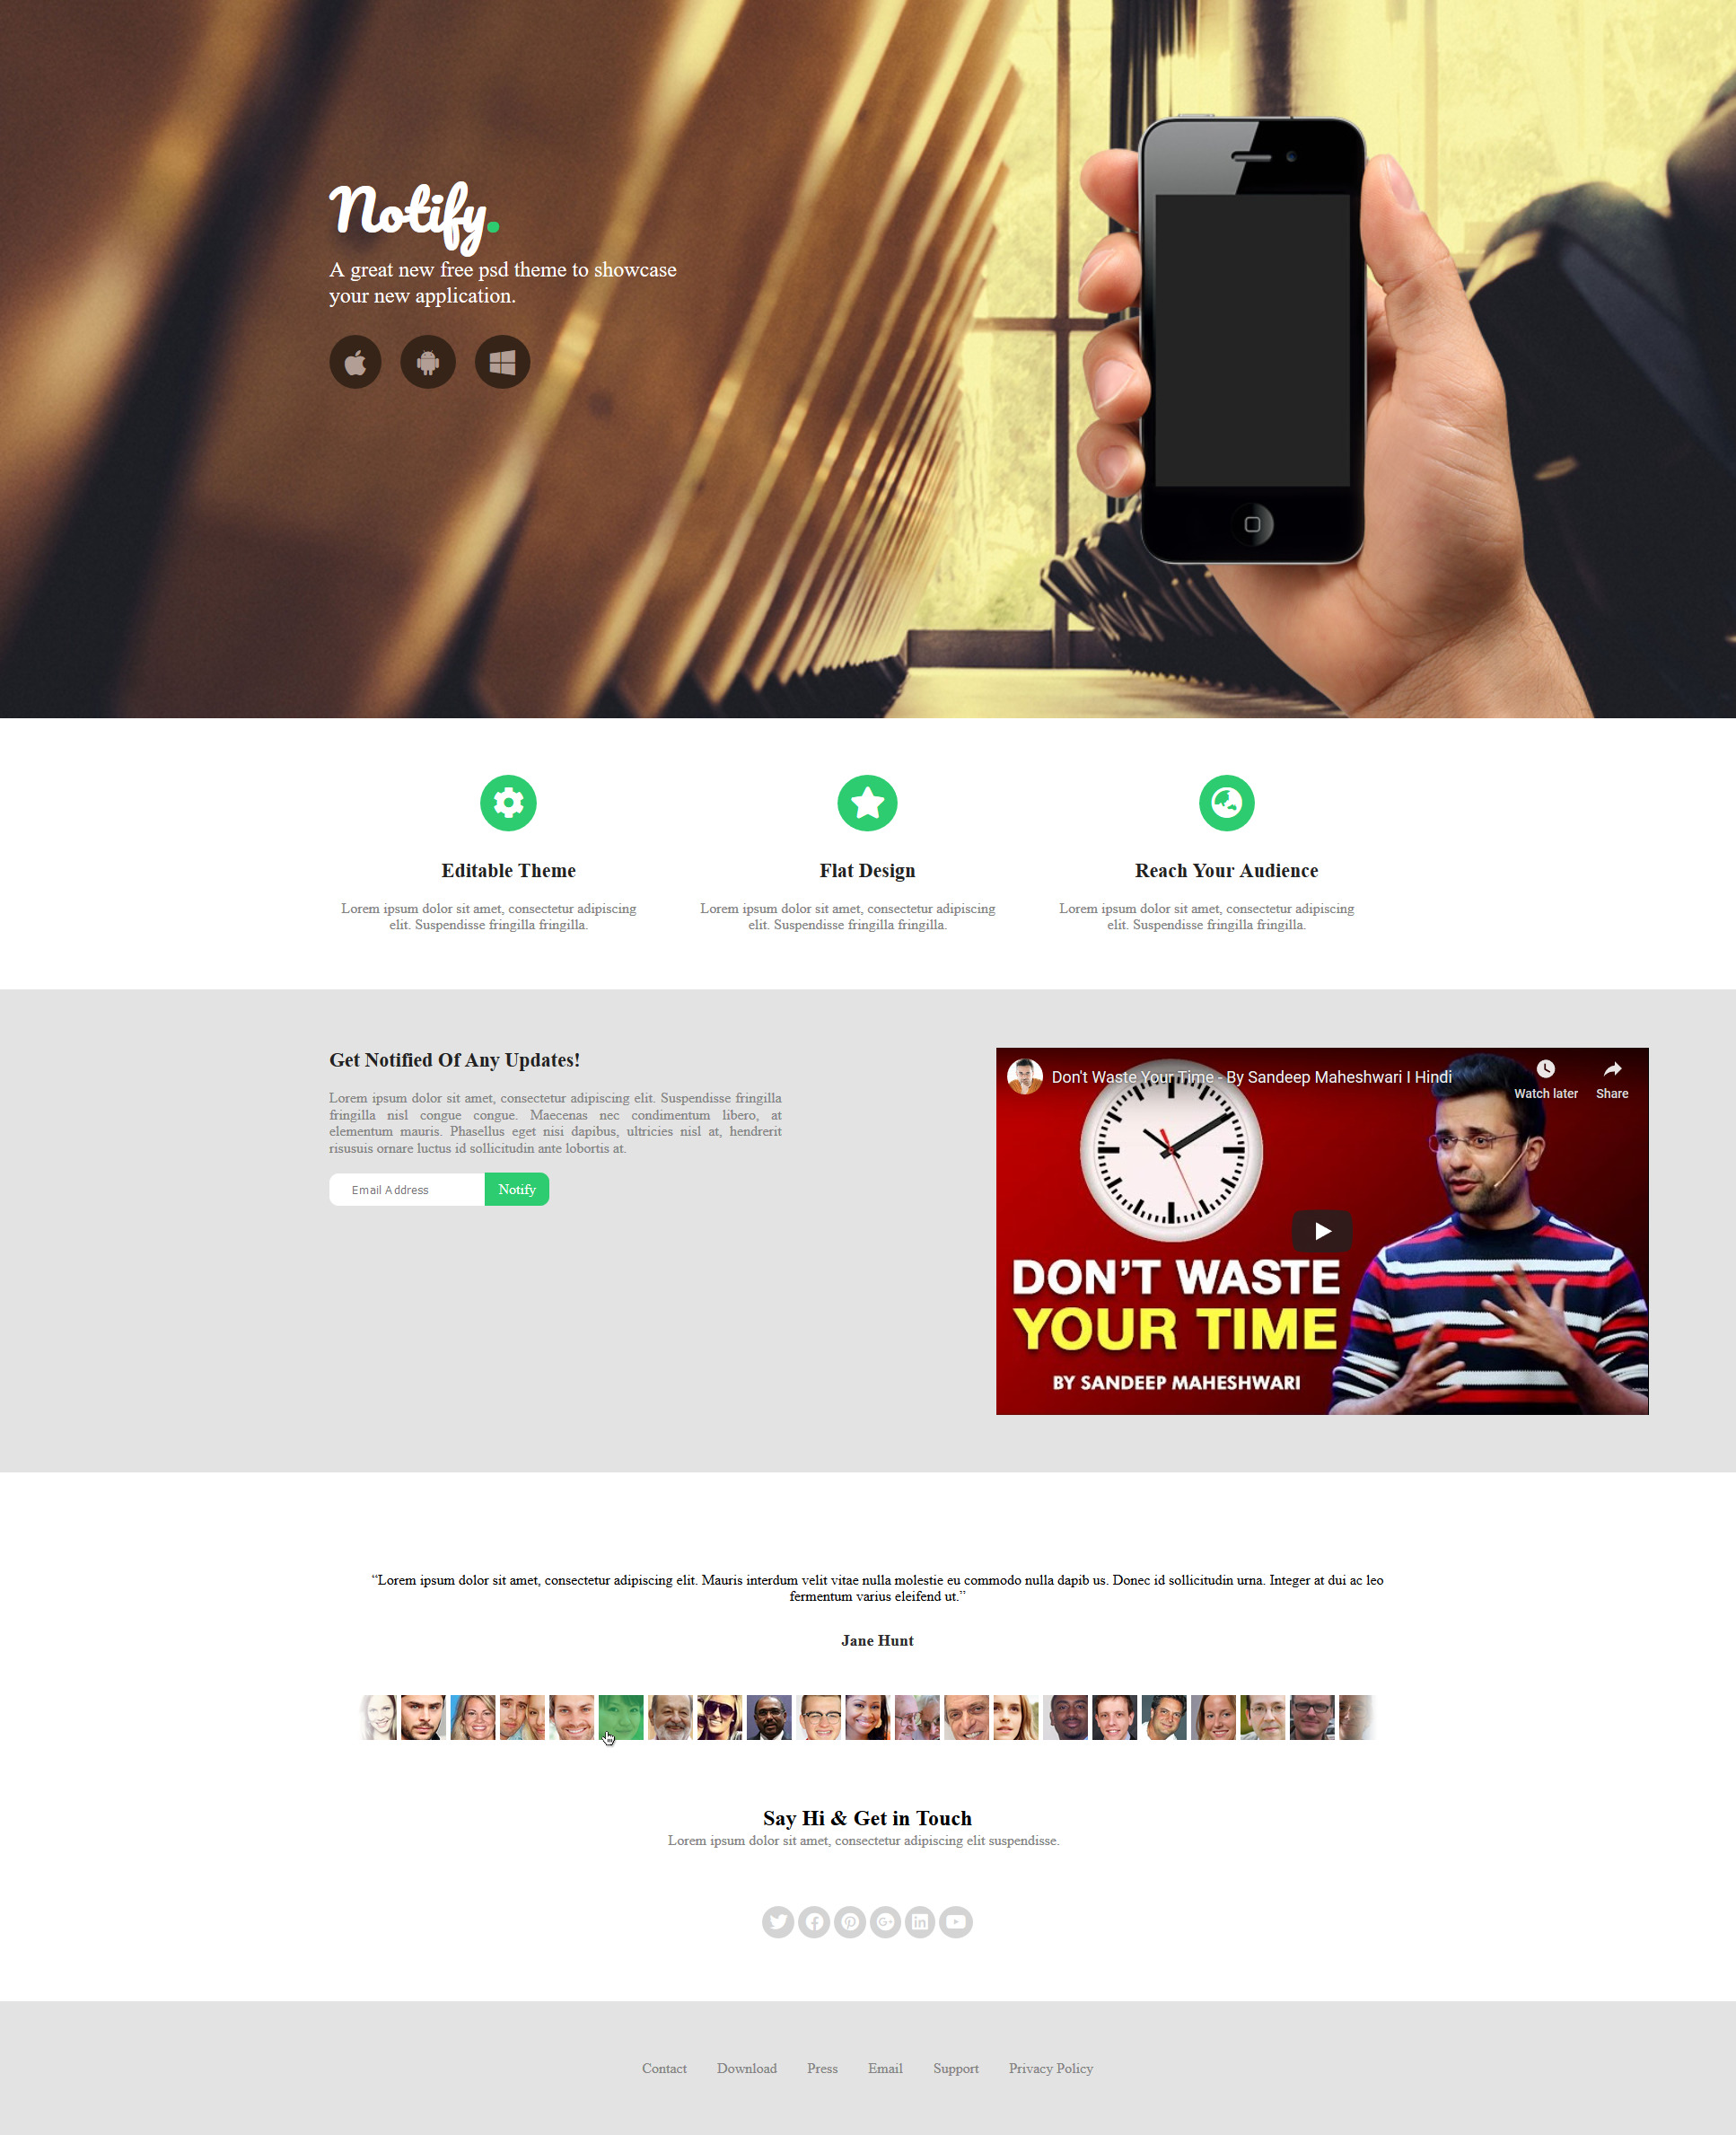 Notify.
A great new free psd theme to showcase
your new application.
Editable Theme
Lorem ipsum dolor sit amet, consectetur adipiscing
elit. Suspendisse fringilla fringilla.
Flat Design
Lorem ipsum dolor sit amet, consectetur adipiscing
elit. Suspendisse fringilla fringilla.
Reach Your Audience
Lorem ipsum dolor sit amet, consectetur adipiscing
elit. Suspendisse fringilla fringilla.
Get Notified Of Any Updates!
Lorem ipsum dolor sit amet, consectetur adipiscing elit. Suspendisse fringilla
fringilla nisl congue congue. Maecenas nec condimentum libero, at
elementum mauris. Phasellus eget nisi dapibus, ultricies nisl at, hendrerit
risusuis ornare luctus id sollicitudin ante lobortis at.
Email Address
Notify
Don't Waste Your Time - By Sandeep Maheshwari I Hindi
Watch later
Share
DON'T WASTE
YOUR TIME
BY SANDEEP MAHESHWARI
“Lorem ipsum dolor sit amet, consectetur adipiscing elit. Mauris interdum velit vitae nulla molestie eu commodo nulla dapib us. Donec id sollicitudin urna. Integer at dui ac leo
fermentum varius eleifend ut.”
Jane Hunt
Say Hi & Get in Touch
Lorem ipsum dolor sit amet, consectetur adipiscing elit suspendisse.
Contact
Download
Press
Email
Support
Privacy Policy